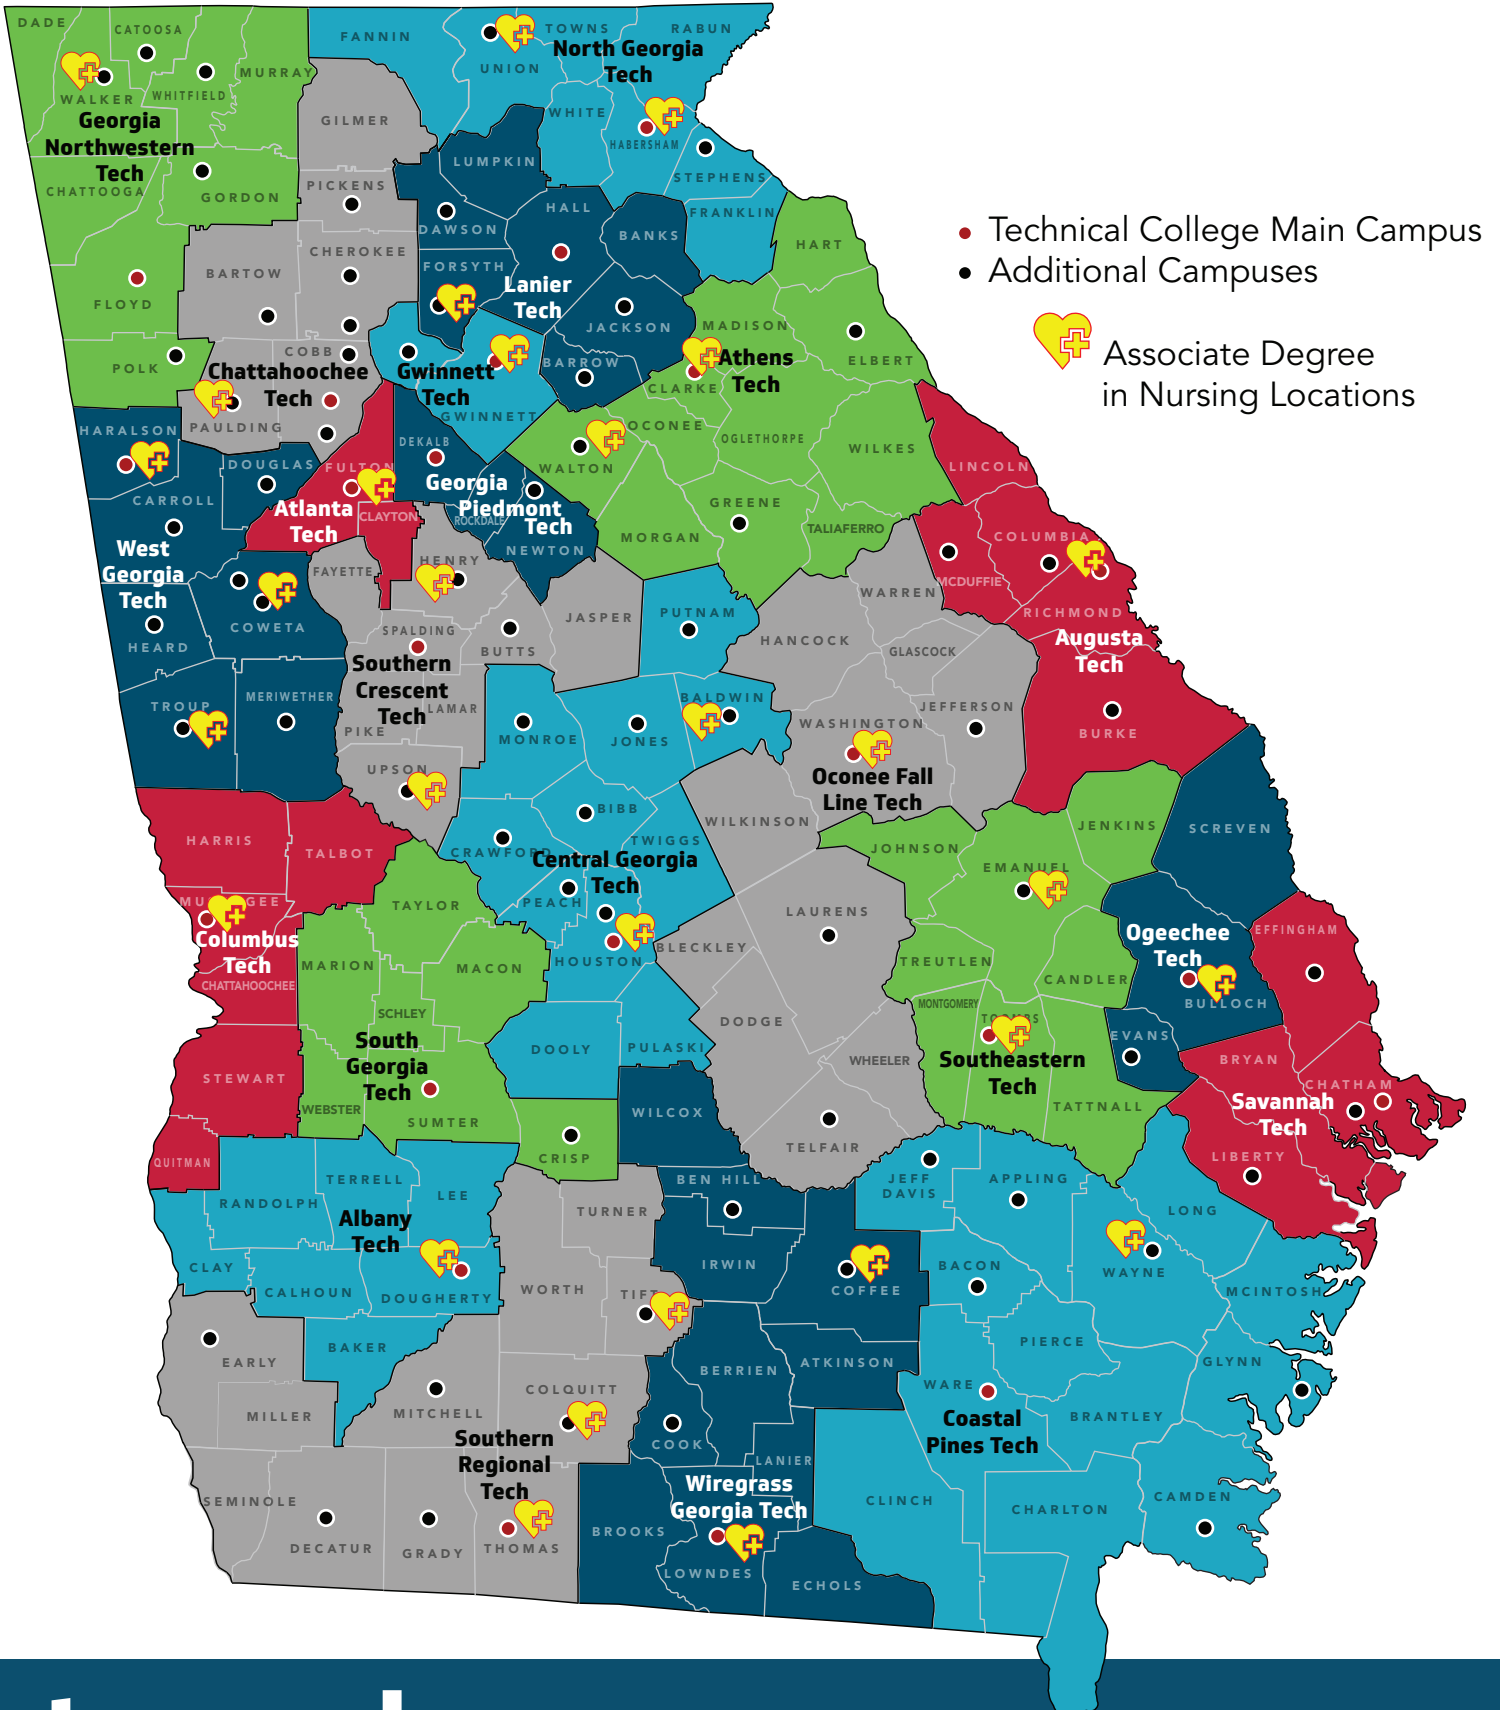 DADE
CATOOSA
FANNIN
TOWNS
RABUN
North Georgia
Tech
UNION
MURRAY
WALKER
WHITFIELD
Georgia
Northwestern
Tech
GILMER
WHITE
HABERSHAM
LUMPKIN
STEPHENS
CHATTOOGA
GORDON
PICKENS
HALL
FRANKLIN
DAWSON
BANKS
HART
Technical College Main Campus
Additional Campuses
BARTOW
CHEROKEE
FORSYTH
Lanier
Tech
FLOYD
JACKSON
MADISON
Associate Degree
in Nursing Locations
POLK
COBB
Chattahoochee
Tech
Gwinnett
Tech
BARROW
Athens
Tech
CLARKE
ELBERT
PAULDING
GWINNETT
OCONEE
HARALSON
DEKALB
OGLETHORPE
WILKES
DOUGLAS
FULTON
WALTON
LINCOLN
CARROLL
Georgia
Piedmont
Tech
GREENE
Atlanta
Tech
CLAYTON
ROCKDALE
NEWTON
MORGAN
TALIAFERRO
COLUMBIA
West
Georgia
Tech
FAYETTE
HENRY
MCDUFFIE
WARREN
RICHMOND
Augusta
Tech
COWETA
HEARD
SPALDING
BUTTS
JASPER
PUTNAM
HANCOCK
GLASCOCK
Southern
Crescent
Tech
TROUP
MERIWETHER
LAMAR
PIKE
MONROE
JONES
BALDWIN
WASHINGTON
JEFFERSON
BURKE
UPSON
Oconee Fall
Line Tech
HARRIS
TALBOT
BIBB
CRAWFORD
TWIGGS
WILKINSON
JOHNSON
JENKINS
SCREVEN
Central Georgia
Tech
EMANUEL
MU GEE
TAYLOR
PEACH
LAURENS
Columbus
Tech
Ogeechee
Tech
EFFINGHAM
MARION
MACON
HOUSTON
BLECKLEY
TREUTLEN
CANDLER
BULLOCH
CHATTAHOOCHEE
SCHLEY
MONTGOMERY
DODGE
EVANS
South
Georgia
Tech
DOOLY
PULASKI
WHEELER
Southeastern
Tech
BRYAN
STEWART
CHATHAM
Savannah
Tech
WEBSTER
SUMTER
WILCOX
TATTNALL
QUITMAN
CRISP
TELFAIR
LIBERTY
TERRELL
LEE
BEN HILL
JEFF
DAVIS
APPLING
RANDOLPH
Albany
Tech
TURNER
LONG
CLAY
CALHOUN
DOUGHERTY
WORTH
TIFT
IRWIN
COFFEE
BACON
WAYNE
MCINTOSH
BAKER
EARLY
BERRIEN
ATKINSON
PIERCE
GLYNN
WARE
COLQUITT
MILLER
MITCHELL
Coastal
Pines Tech
BRANTLEY
Southern
Regional
Tech
COOK
LANIER
Wiregrass
Georgia Tech
SEMINOLE
CLINCH
CHARLTON
CAMDEN
DECATUR
GRADY
THOMAS
BROOKS
LOWNDES
ECHOLS